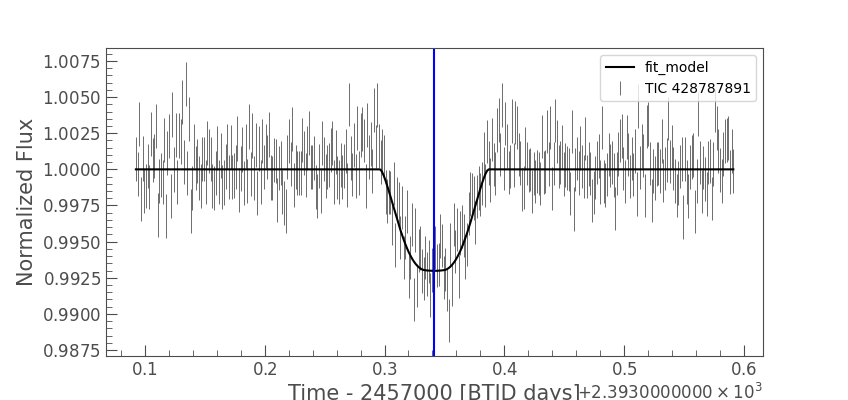 1.0075
1.0050
1.0025
1.0000
0.9975
0.9950
0.9925
0.9900
0.9875
Normalized Flux
fit_model
TIC 428787891
0.1 0.2 0.3 0.4 0.5 0.6
Time - 2457000 [BTJD days]
+2.3930000000 × 10³